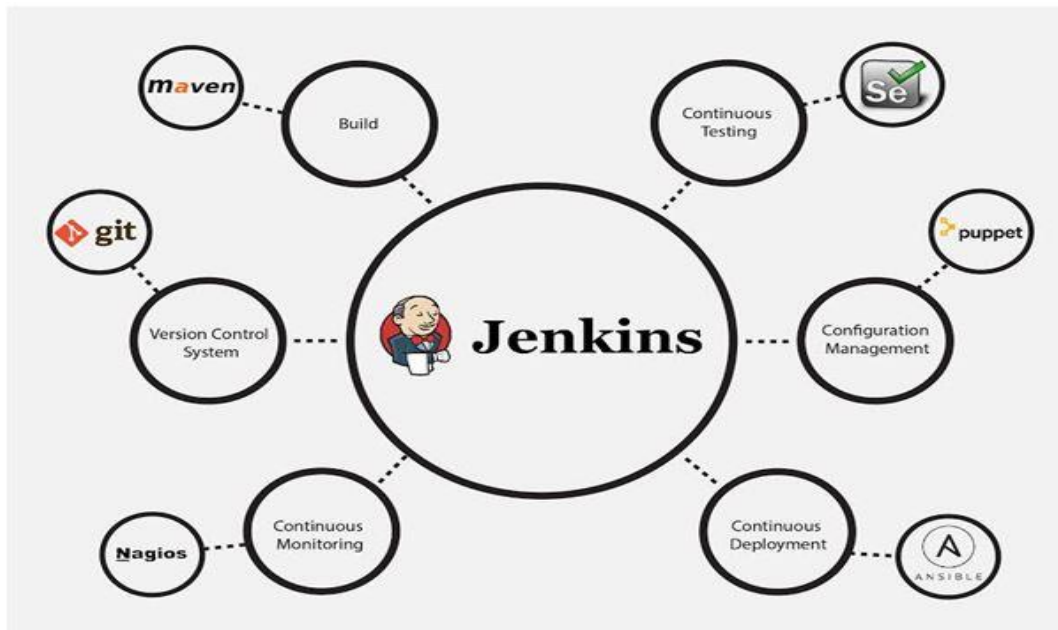 maven
Build
Continuous
Testing
Se
git
puppet
Version Control
System
Jenkins
Configuration
Management
Continuous
Monitoring
Nagios
Continuous
Deployment
A
ANSIBLE